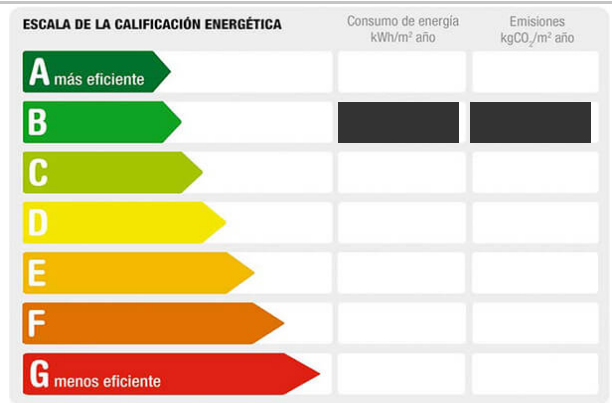 ESCALA DE LA CALIFICACIÓN ENERGÉTICA
Consumo de energía
kWh/m² año
Emisiones
kgCO₂/m² año
A más eficiente
B
C
D
E
F
G menos eficiente